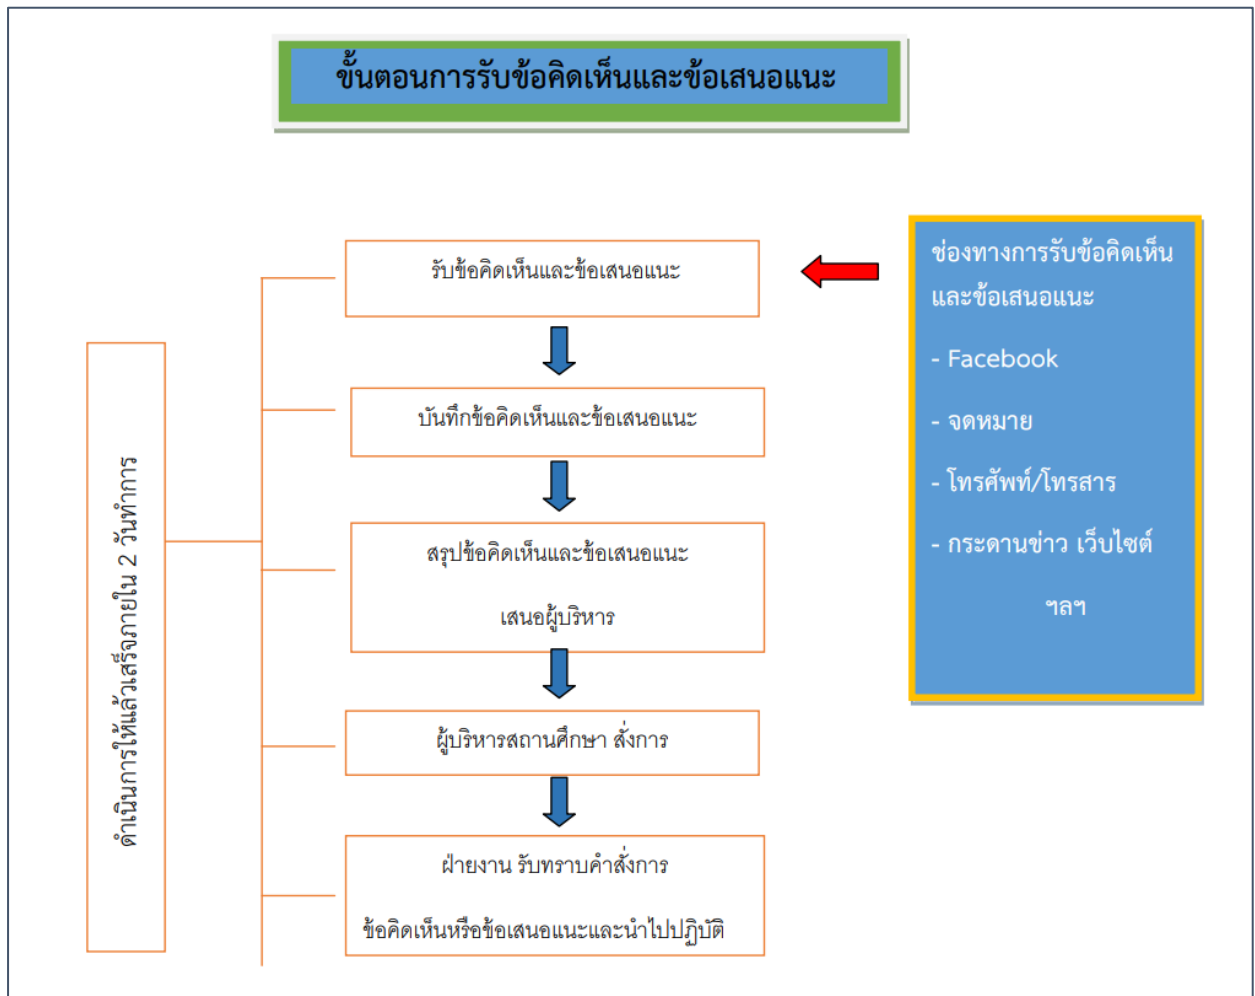 ขั้นตอนการรับข้อคิดเห็นและข้อเสนอแนะ
รับข้อคิดเห็นและข้อเสนอแนะ
บันทึกข้อคิดเห็นและข้อเสนอแนะ
สรุปข้อคิดเห็นและข้อเสนอแนะ
เสนอผู้บริหาร
ผู้บริหารสถานศึกษา สั่งการ
ฝ่ายงาน รับทราบคำสั่งการ
ข้อคิดเห็นหรือข้อเสนอแนะและนำไปปฏิบัติ
ดำเนินการให้แล้วเสร็จภายใน 2 วันทำการ
ช่องทางการรับข้อคิดเห็น
และข้อเสนอแนะ
- Facebook
- จดหมาย
- โทรศัพท์/โทรสาร
- กระดานข่าว เว็บไซต์
ฯลฯ